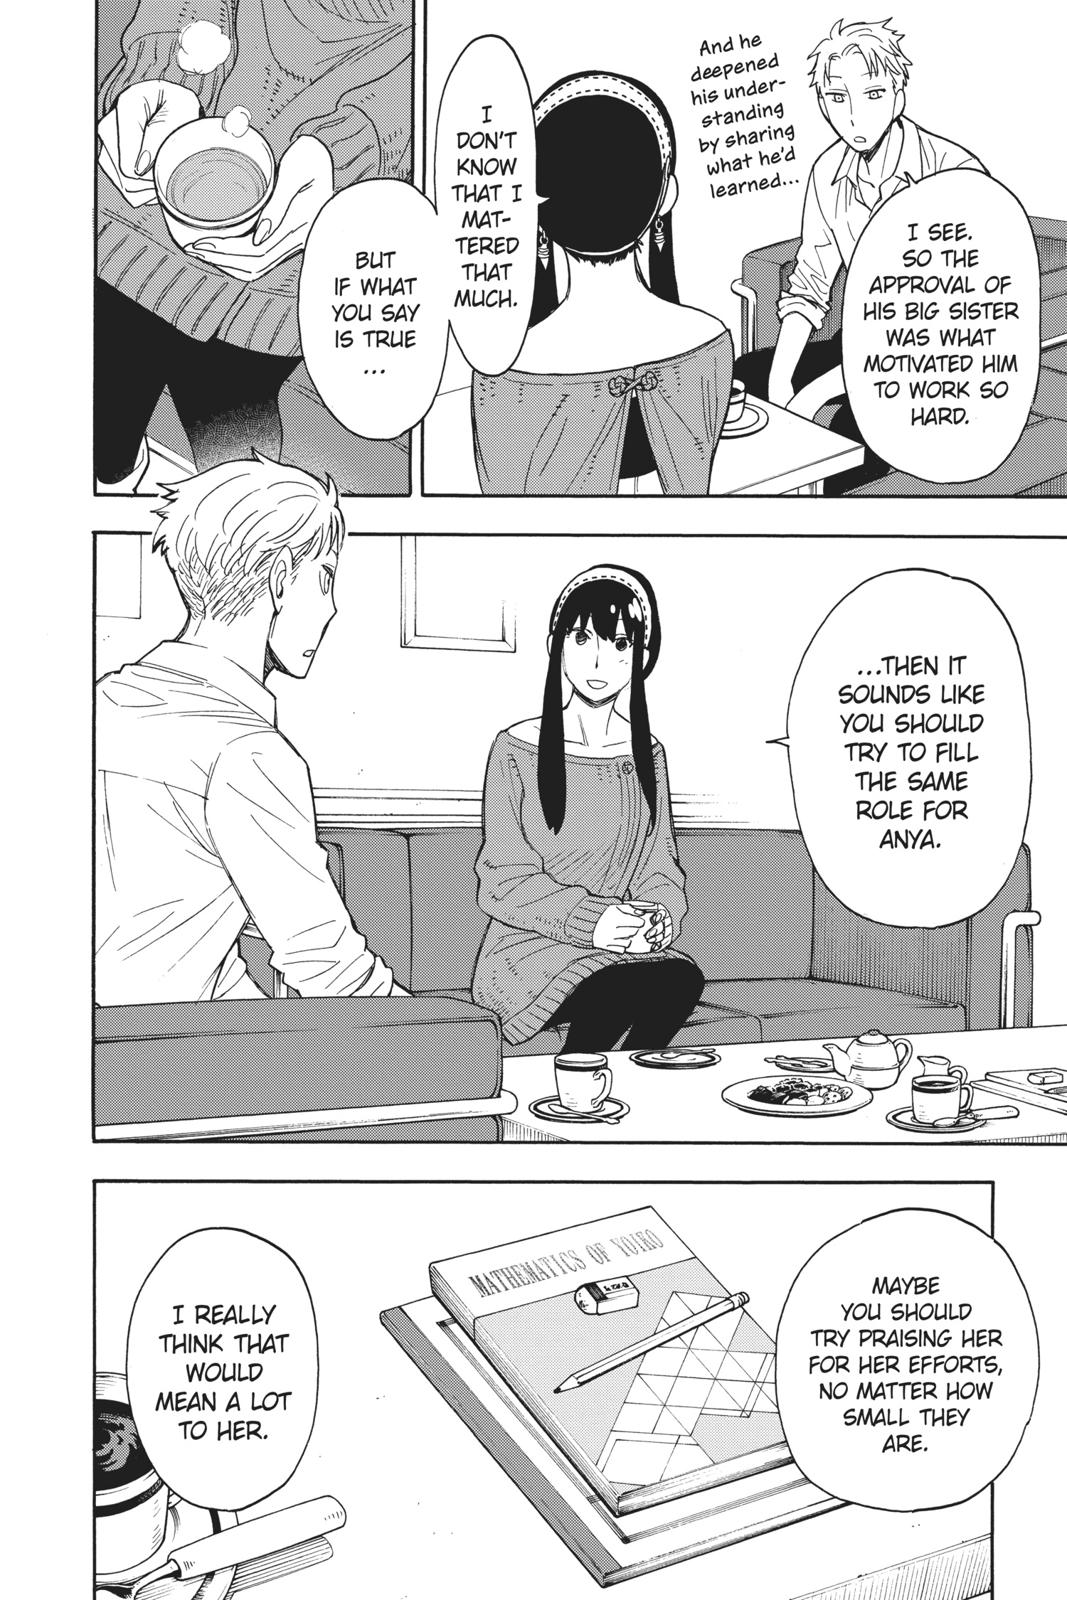 I SEE.
SO THE
APPROVAL OF
HIS BIG SISTER
WAS WHAT
MOTIVATED HIM
TO WORK SO
HARD.
And he
deepened
his under-
standing
by sharing
what he'd
learned...
I
DON'T
KNOW
THAT I
MAT-
TERED
THAT
MUCH.
BUT
IF WHAT
YOU SAY
IS TRUE
...
...THEN IT
SOUNDS LIKE
YOU SHOULD
TRY TO FILL
THE SAME
ROLE FOR
ANYA.
MAYBE
YOU SHOULD
TRY PRAISING HER
FOR HER EFFORTS,
NO MATTER HOW
SMALL THEY
ARE.
MATHEMATICS OF YOIKO
I REALLY
THINK THAT
WOULD
MEAN A LOT
TO HER.